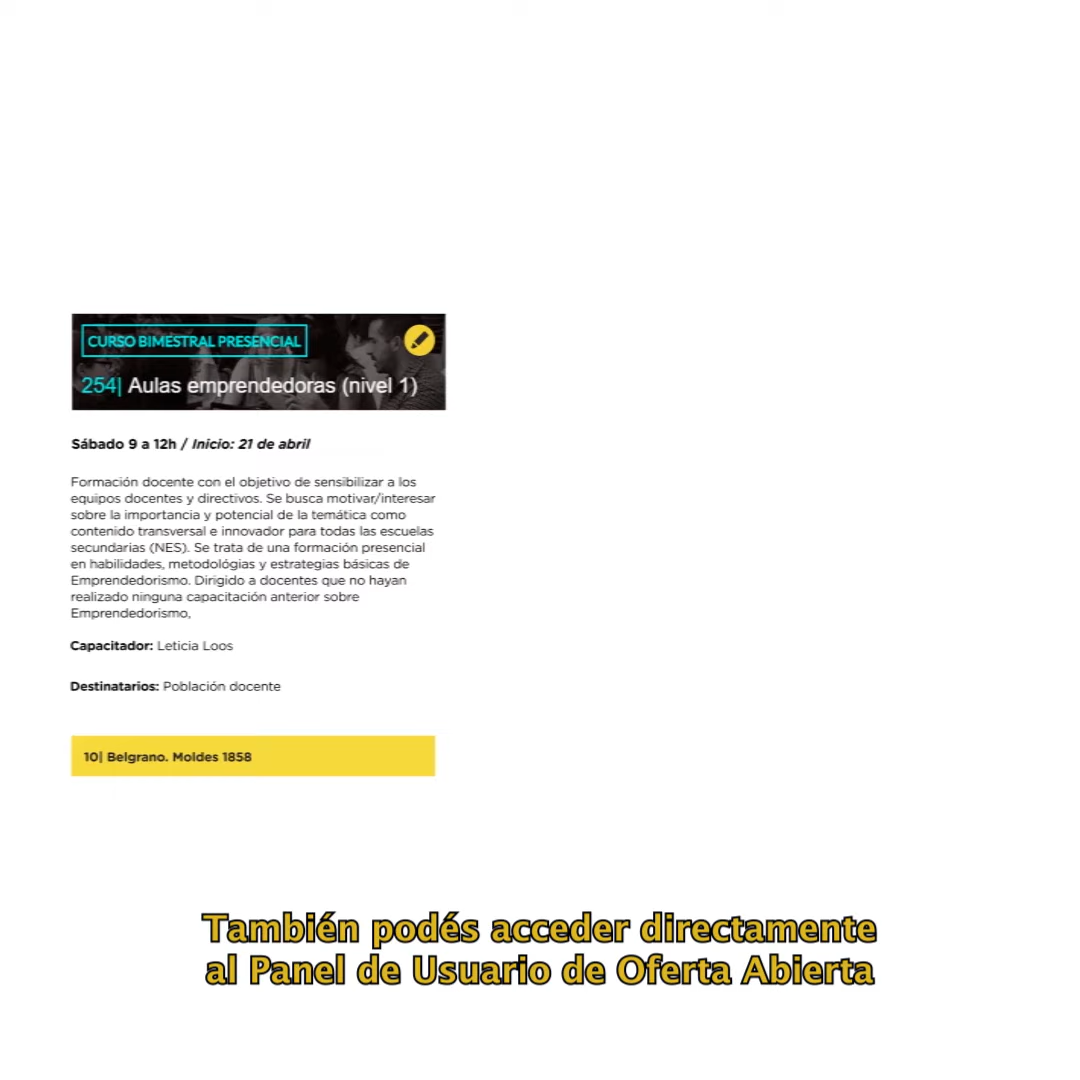 CURSO BIMESTRAL PRESENCIAL
254| Aulas emprendedoras (nivel 1)
Sábado 9 a 12h / Inicio: 21 de abril
Formación docente con el objetivo de sensibilizar a los
equipos docentes y directivos. Se busca motivar/interesar
sobre la importancia y potencial de la temática como
contenido transversal e innovador para todas las escuelas
secundarias (NES). Se trata de una formación presencial
en habilidades, metodológias y estrategias básicas de
Emprendedorismo. Dirigido a docentes que no hayan
realizado ninguna capacitación anterior sobre
Emprendedorismo,
Capacitador: Leticia Loos
Destinatarios: Población docente
10| Belgrano. Moldes 1858
También podés acceder directamente
al Panel de Usuario de Oferta Abierta